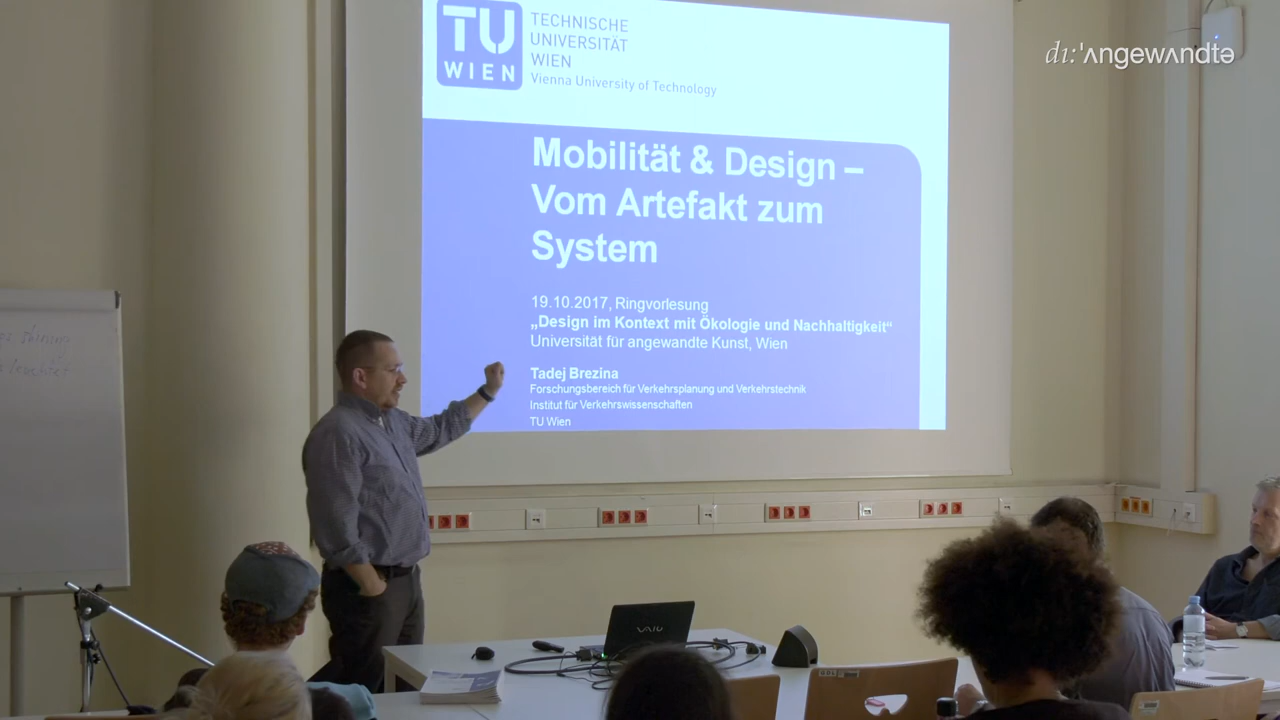 TU
WIEN
TECHNISCHE
UNIVERSITÄT
WIEN
Vienna University of Technology
dı:ˈʌngewʌndtə
Mobilität & Design –
Vom Artefakt zum
System
19.10.2017, Ringvorlesung
„Design im Kontext mit Ökologie und Nachhaltigkeit“
Universität für angewandte Kunst, Wien
Tadej Brezina
Forschungsbereich für Verkehrsplanung und Verkehrstechnik
Institut für Verkehrswissenschaften
TU Wien
VAIO